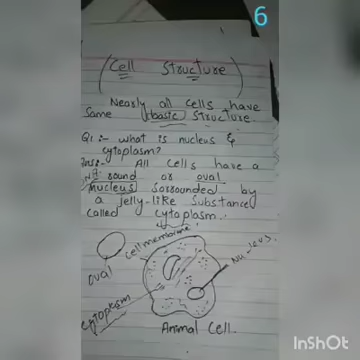 6
(Cell Structure)
Nearly all cells have
same basic structure.
Q1:- what is nucleus &
cytoplasm?
Ans:- All cells have a
round or oval
Nucleus sorrounded by
a jelly-like substance
called cytoplasm.
oval
cell membrane
Nucleus
cytoplasm
Animal Cell.
InShOt